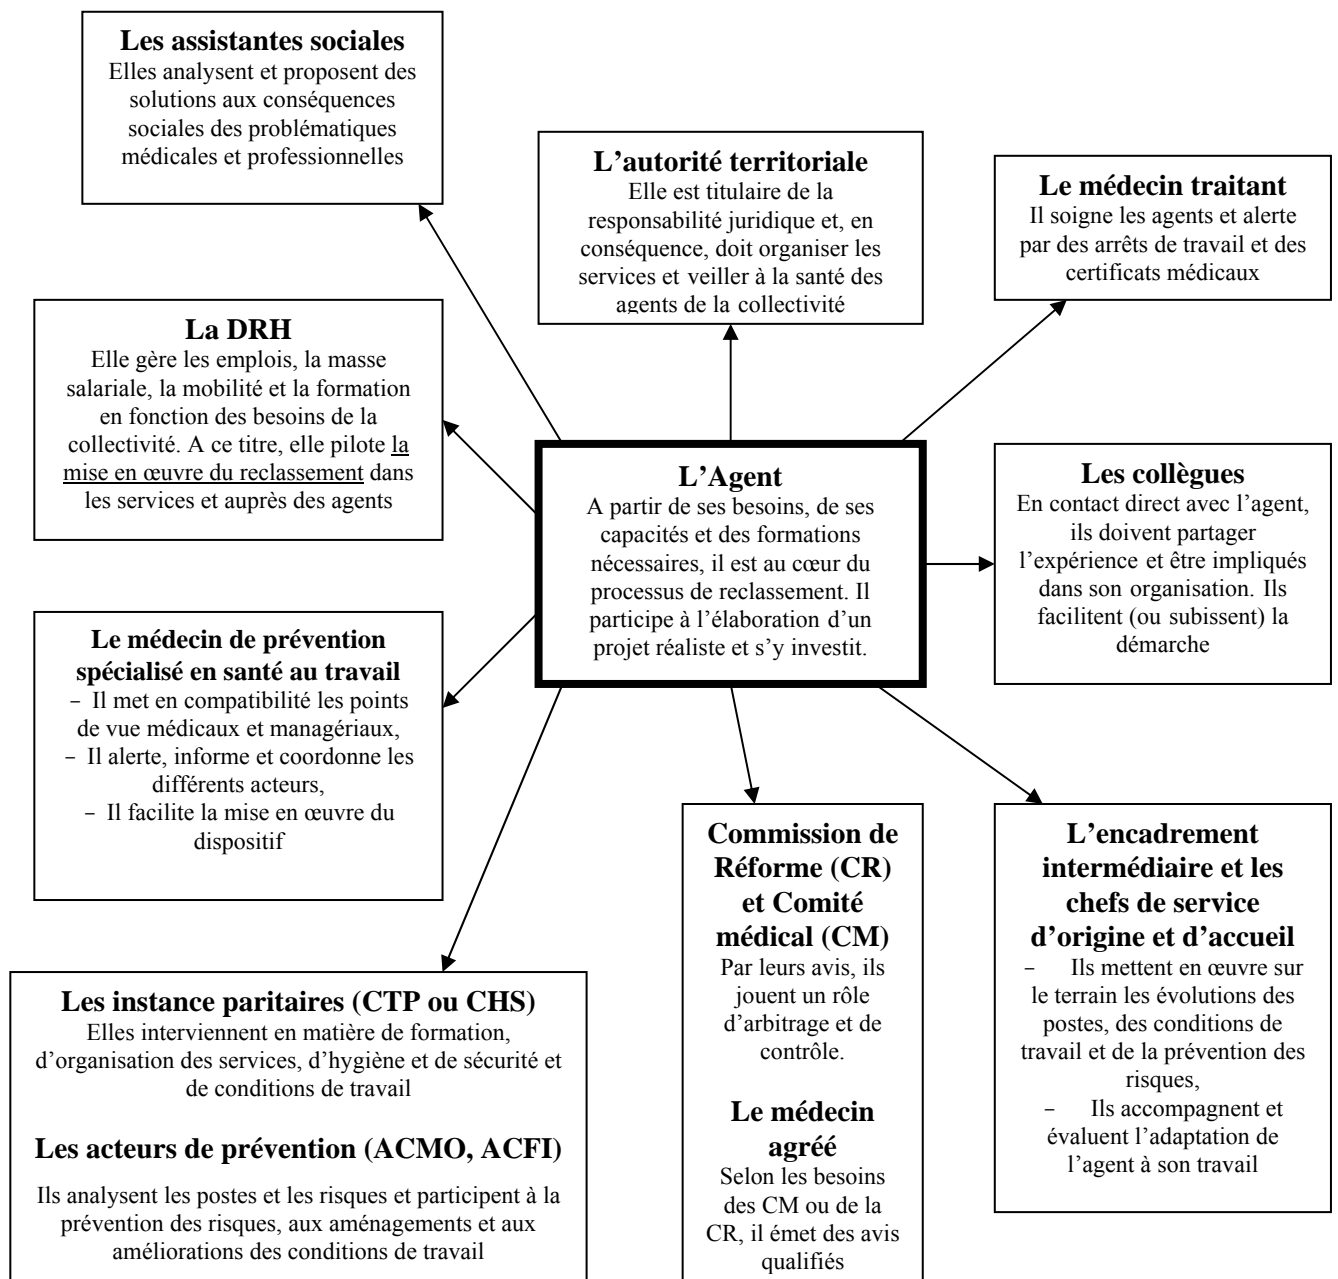 Les assistantes sociales
Elles analysent et proposent des
solutions aux conséquences
sociales des problématiques
médicales et professionnelles
L’autorité territoriale
Elle est titulaire de la
responsabilité juridique et, en
conséquence, doit organiser les
services et veiller à la santé des
agents de la collectivité
Le médecin traitant
Il soigne les agents et alerte
par des arrêts de travail et des
certificats médicaux
La DRH
Elle gère les emplois, la masse
salariale, la mobilité et la formation
en fonction des besoins de la
collectivité. A ce titre, elle pilote la
mise en œuvre du reclassement dans
les services et auprès des agents
L’Agent
A partir de ses besoins, de ses
capacités et des formations
nécessaires, il est au cœur du
processus de reclassement. Il
participe à l’élaboration d’un
projet réaliste et s’y investit.
Les collègues
En contact direct avec l’agent,
ils doivent partager
l’expérience et être impliqués
dans son organisation. Ils
facilitent (ou subissent) la
démarche
Le médecin de prévention
spécialisé en santé au travail
– Il met en compatibilité les points
de vue médicaux et managériaux,
– Il alerte, informe et coordonne les
différents acteurs,
– Il facilite la mise en œuvre du
dispositif
Commission de
Réforme (CR)
et Comité
médical (CM)
Par leurs avis, ils
jouent un rôle
d’arbitrage et de
contrôle.
Le médecin
agréé
Selon les besoins
des CM ou de la
CR, il émet des avis
qualifiés
L’encadrement
intermédiaire et les
chefs de service
d’origine et d’accueil
– Ils mettent en œuvre sur
le terrain les évolutions des
postes, des conditions de
travail et de la prévention des
risques,
– Ils accompagnent et
évaluent l’adaptation de
l’agent à son travail
Les instance paritaires (CTP ou CHS)
Elles interviennent en matière de formation,
d’organisation des services, d’hygiène et de sécurité et
de conditions de travail
Les acteurs de prévention (ACMO, ACFI)
Ils analysent les postes et les risques et participent à la
prévention des risques, aux aménagements et aux
améliorations des conditions de travail